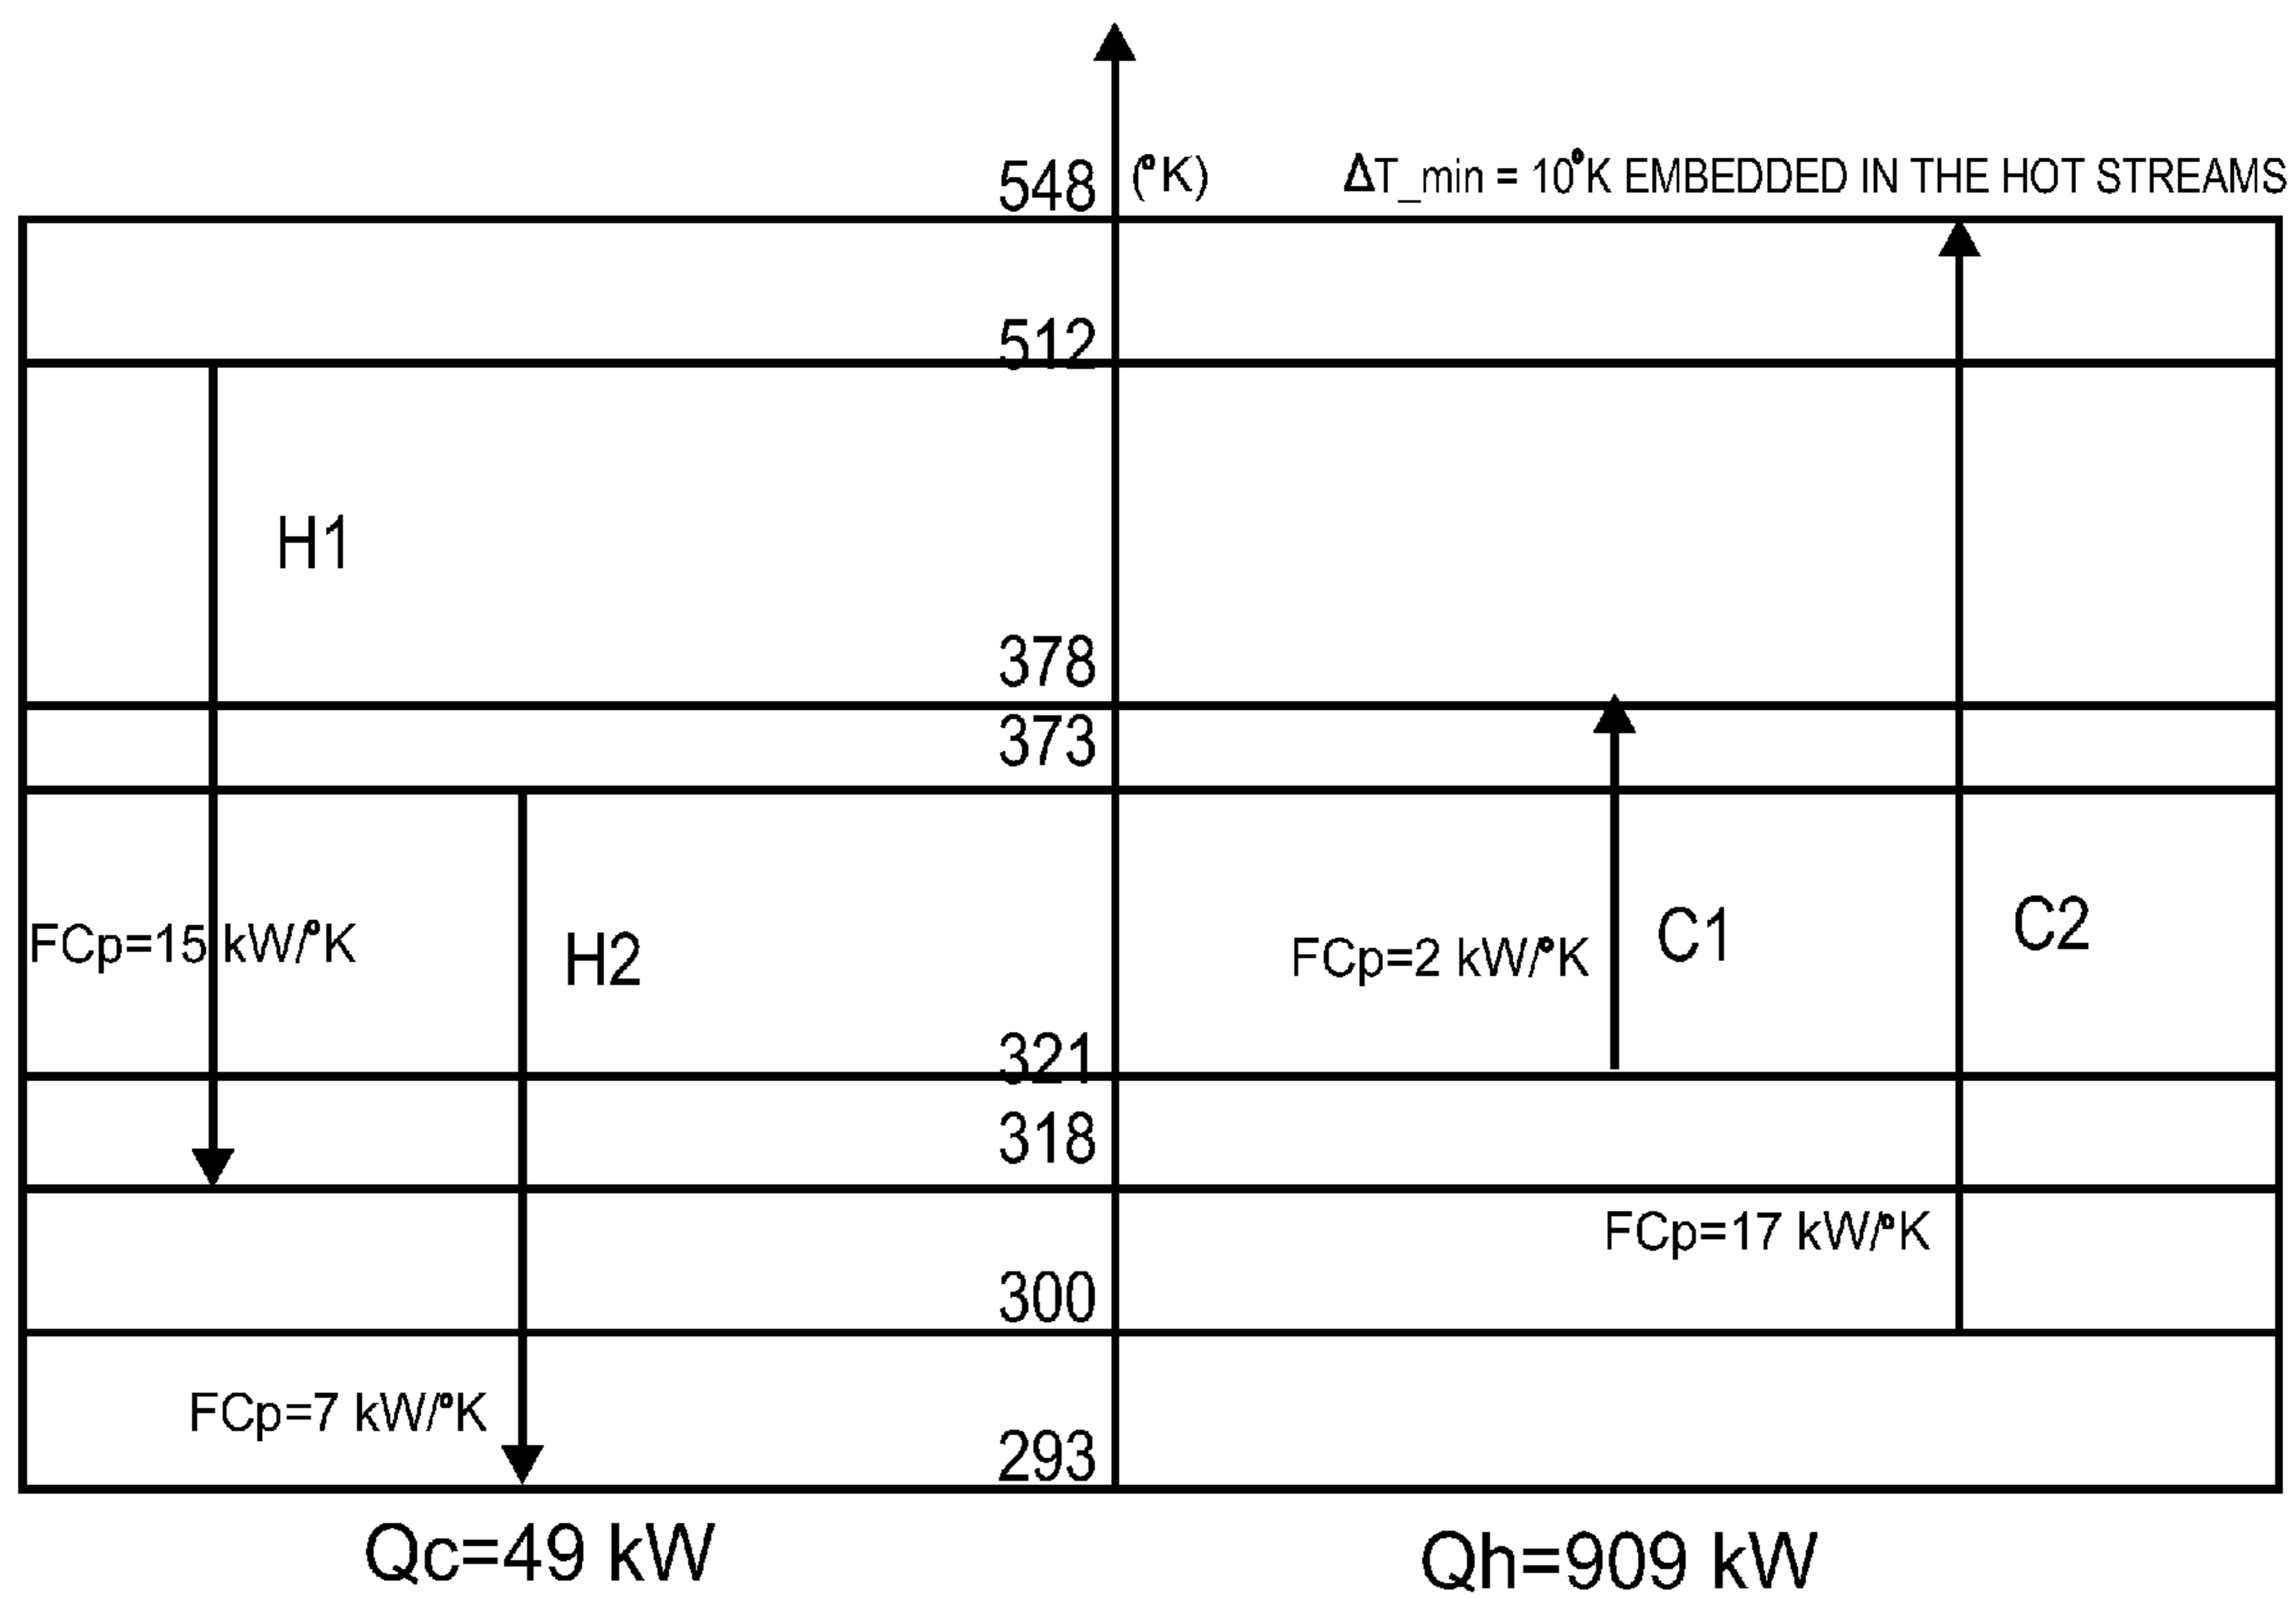 548
(°K)
ΔT_min = 10°K EMBEDDED IN THE HOT STREAMS
512
H1
378
373
FCp=15 kW/°K
H2
FCp=2 kW/°K
C1
C2
321
318
FCp=17 kW/°K
300
FCp=7 kW/°K
293
Qc=49 kW
Qh=909 kW